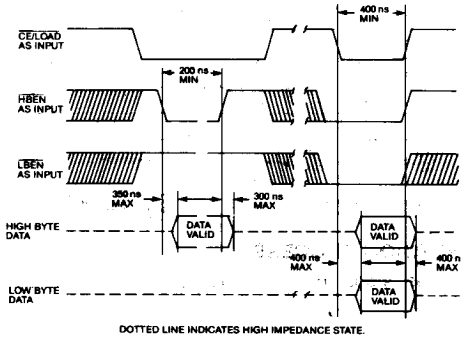 CE/LOAD
AS INPUT
400 ns
MIN
200 ns
MIN
HBEN
AS INPUT
LBEN
AS INPUT
350 ns
MAX
300 ns
MAX
HIGH BYTE
DATA
DATA
VALID
DATA
VALID
400 ns
MAX
400 n
MAX
LOW BYTE
DATA
DATA
VALID
DOTTED LINE INDICATES HIGH IMPEDANCE STATE.